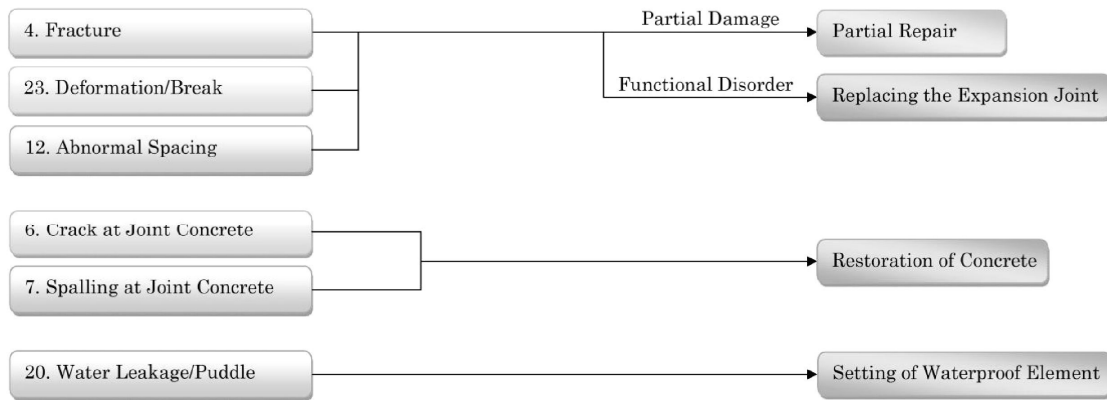 4. Fracture
Partial Damage
Partial Repair
23. Deformation/Break
Functional Disorder
Replacing the Expansion Joint
12. Abnormal Spacing
6. Crack at Joint Concrete
7. Spalling at Joint Concrete
Restoration of Concrete
20. Water Leakage/Puddle
Setting of Waterproof Element